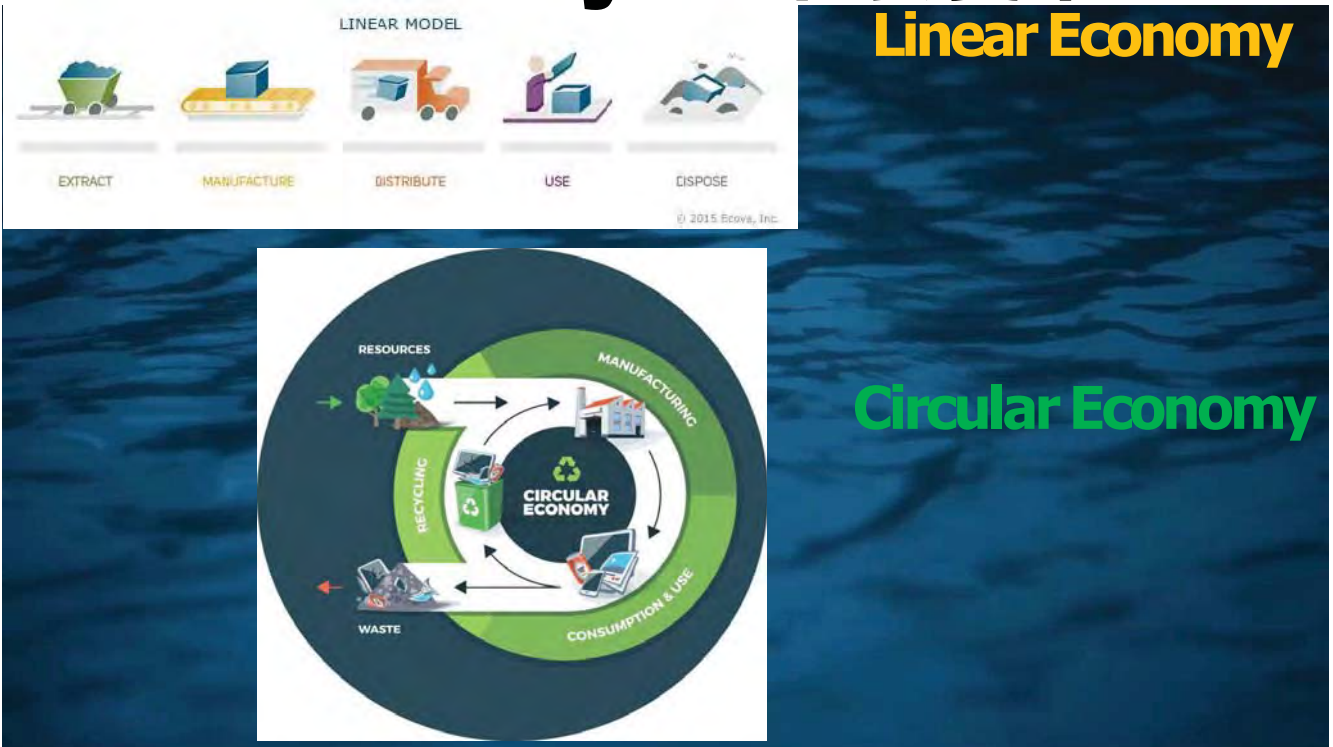 LINEAR MODEL
Linear Economy
EXTRACT
MANUFACTURE
DISTRIBUTE
USE
DISPOSE
© 2015 Ecova, Inc.
RESOURCES
MANUFACTURING
Circular Economy
RECYCLING
CIRCULAR
ECONOMY
WASTE
CONSUMPTION & USE